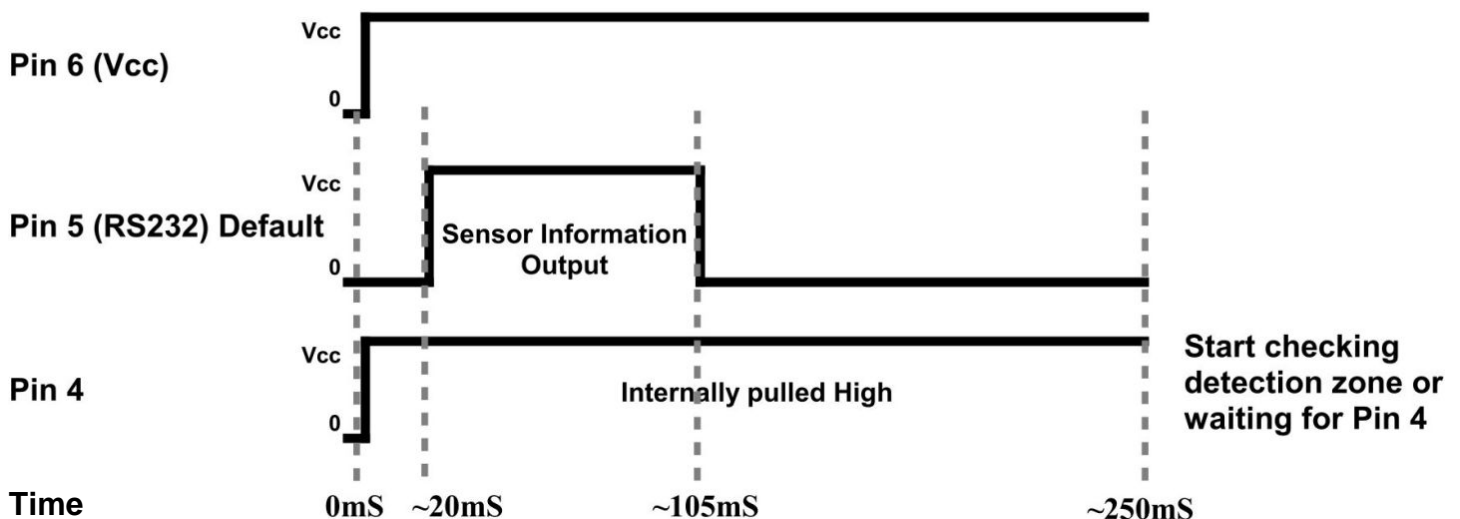 Vcc
Pin 6 (Vcc)
0
Vcc
Pin 5 (RS232) Default
Sensor Information
Output
0
Vcc
Pin 4
Internally pulled High
0
Start checking
detection zone or
waiting for Pin 4
Time
0mS
~20mS
~105mS
~250mS